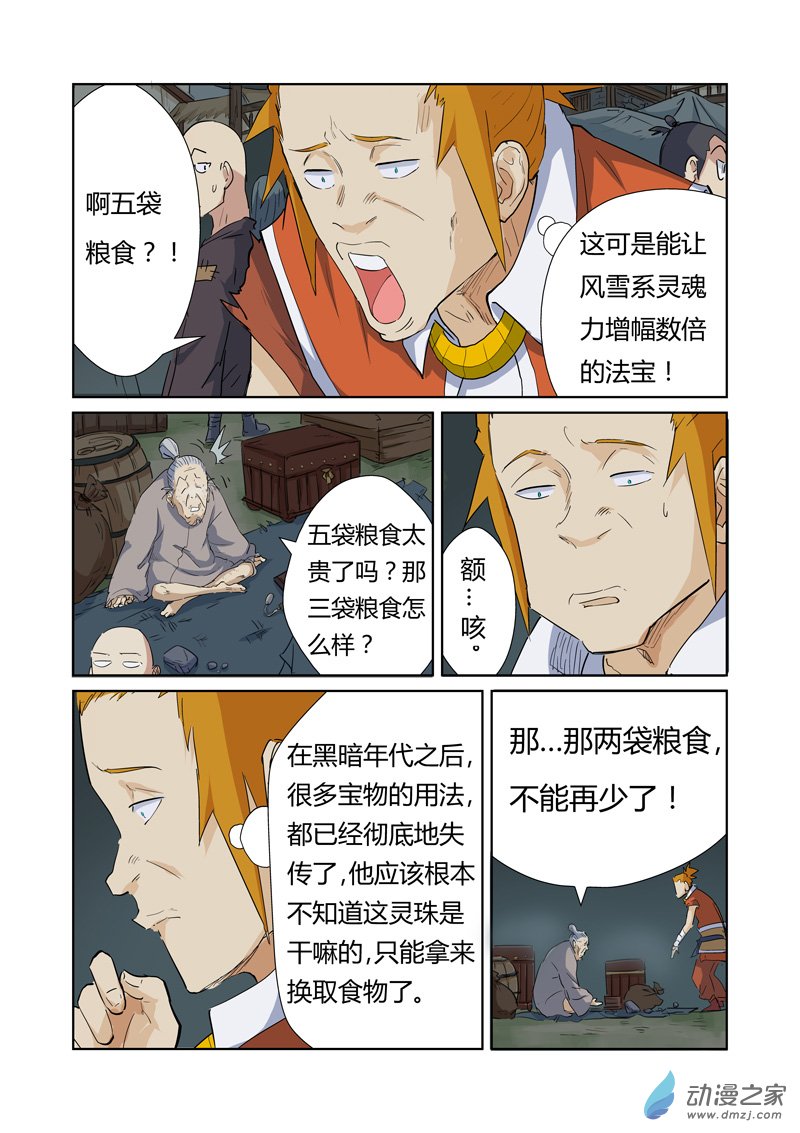 啊五袋
粮食？！
这可是能让
风雪系灵魂
力增幅数倍
的法宝！
五袋粮食太
贵了吗？那
三袋粮食怎
么样？
额…咳。
在黑暗年代之后，
很多宝物的用法，
都已经彻底地失
传了，他应该根本
不知道这灵珠是
干嘛的，只能拿来
换取食物了。
那…那两袋粮食，
不能再少了！
动漫之家
www.dmzj.com